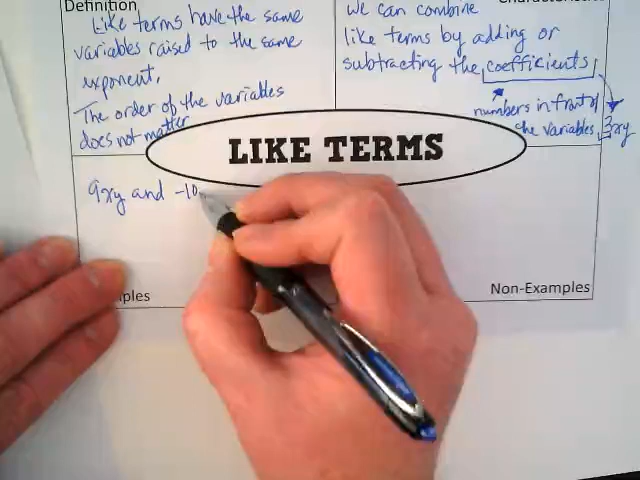 Definition
Like terms have the same
variables raised to the same
exponent.
The order of the variables
does not matter
we can combine
like terms by adding or
subtracting the coefficients
numbers in front of
the variables
3xy
LIKE TERMS
9xy and -10
Non-Examples